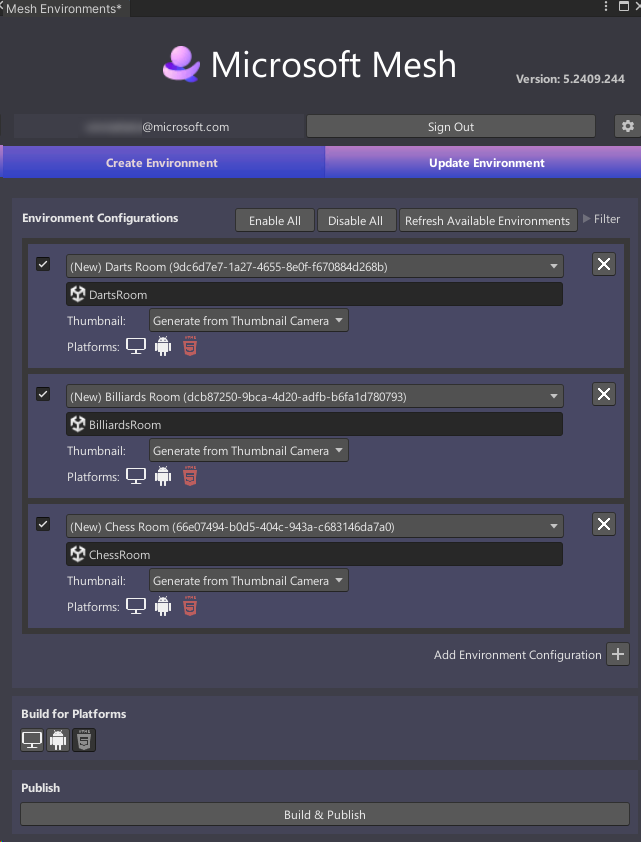 Mesh Environments*
Microsoft Mesh
Version: 5.2409.244
@microsoft.com
Sign Out
Create Environment
Update Environment
Environment Configurations
Enable All
Disable All
Refresh Available Environments
Filter
(New) Darts Room (9dc6d7e7-1a27-4655-8e0f-f670884d268b)
DartsRoom
Thumbnail:
Generate from Thumbnail Camera
Platforms:
(New) Billiards Room (dcb87250-9bca-4d20-adfb-b6fa1d780793)
BilliardsRoom
Thumbnail:
Generate from Thumbnail Camera
Platforms:
(New) Chess Room (66e07494-b0d5-404c-943a-c683146da7a0)
ChessRoom
Thumbnail:
Generate from Thumbnail Camera
Platforms:
Add Environment Configuration
Build for Platforms
Publish
Build & Publish